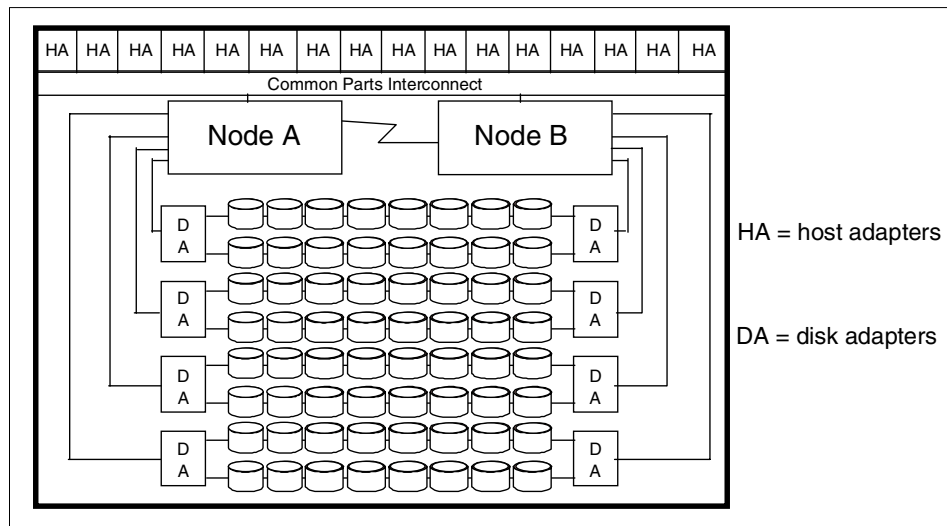 HA HA HA HA HA HA HA HA HA HA HA HA HA HA HA HA
Common Parts Interconnect
Node A
Node B
D
A
D
A
HA = host adapters
D
A
D
A
DA = disk adapters
D
A
D
A
D
A
D
A